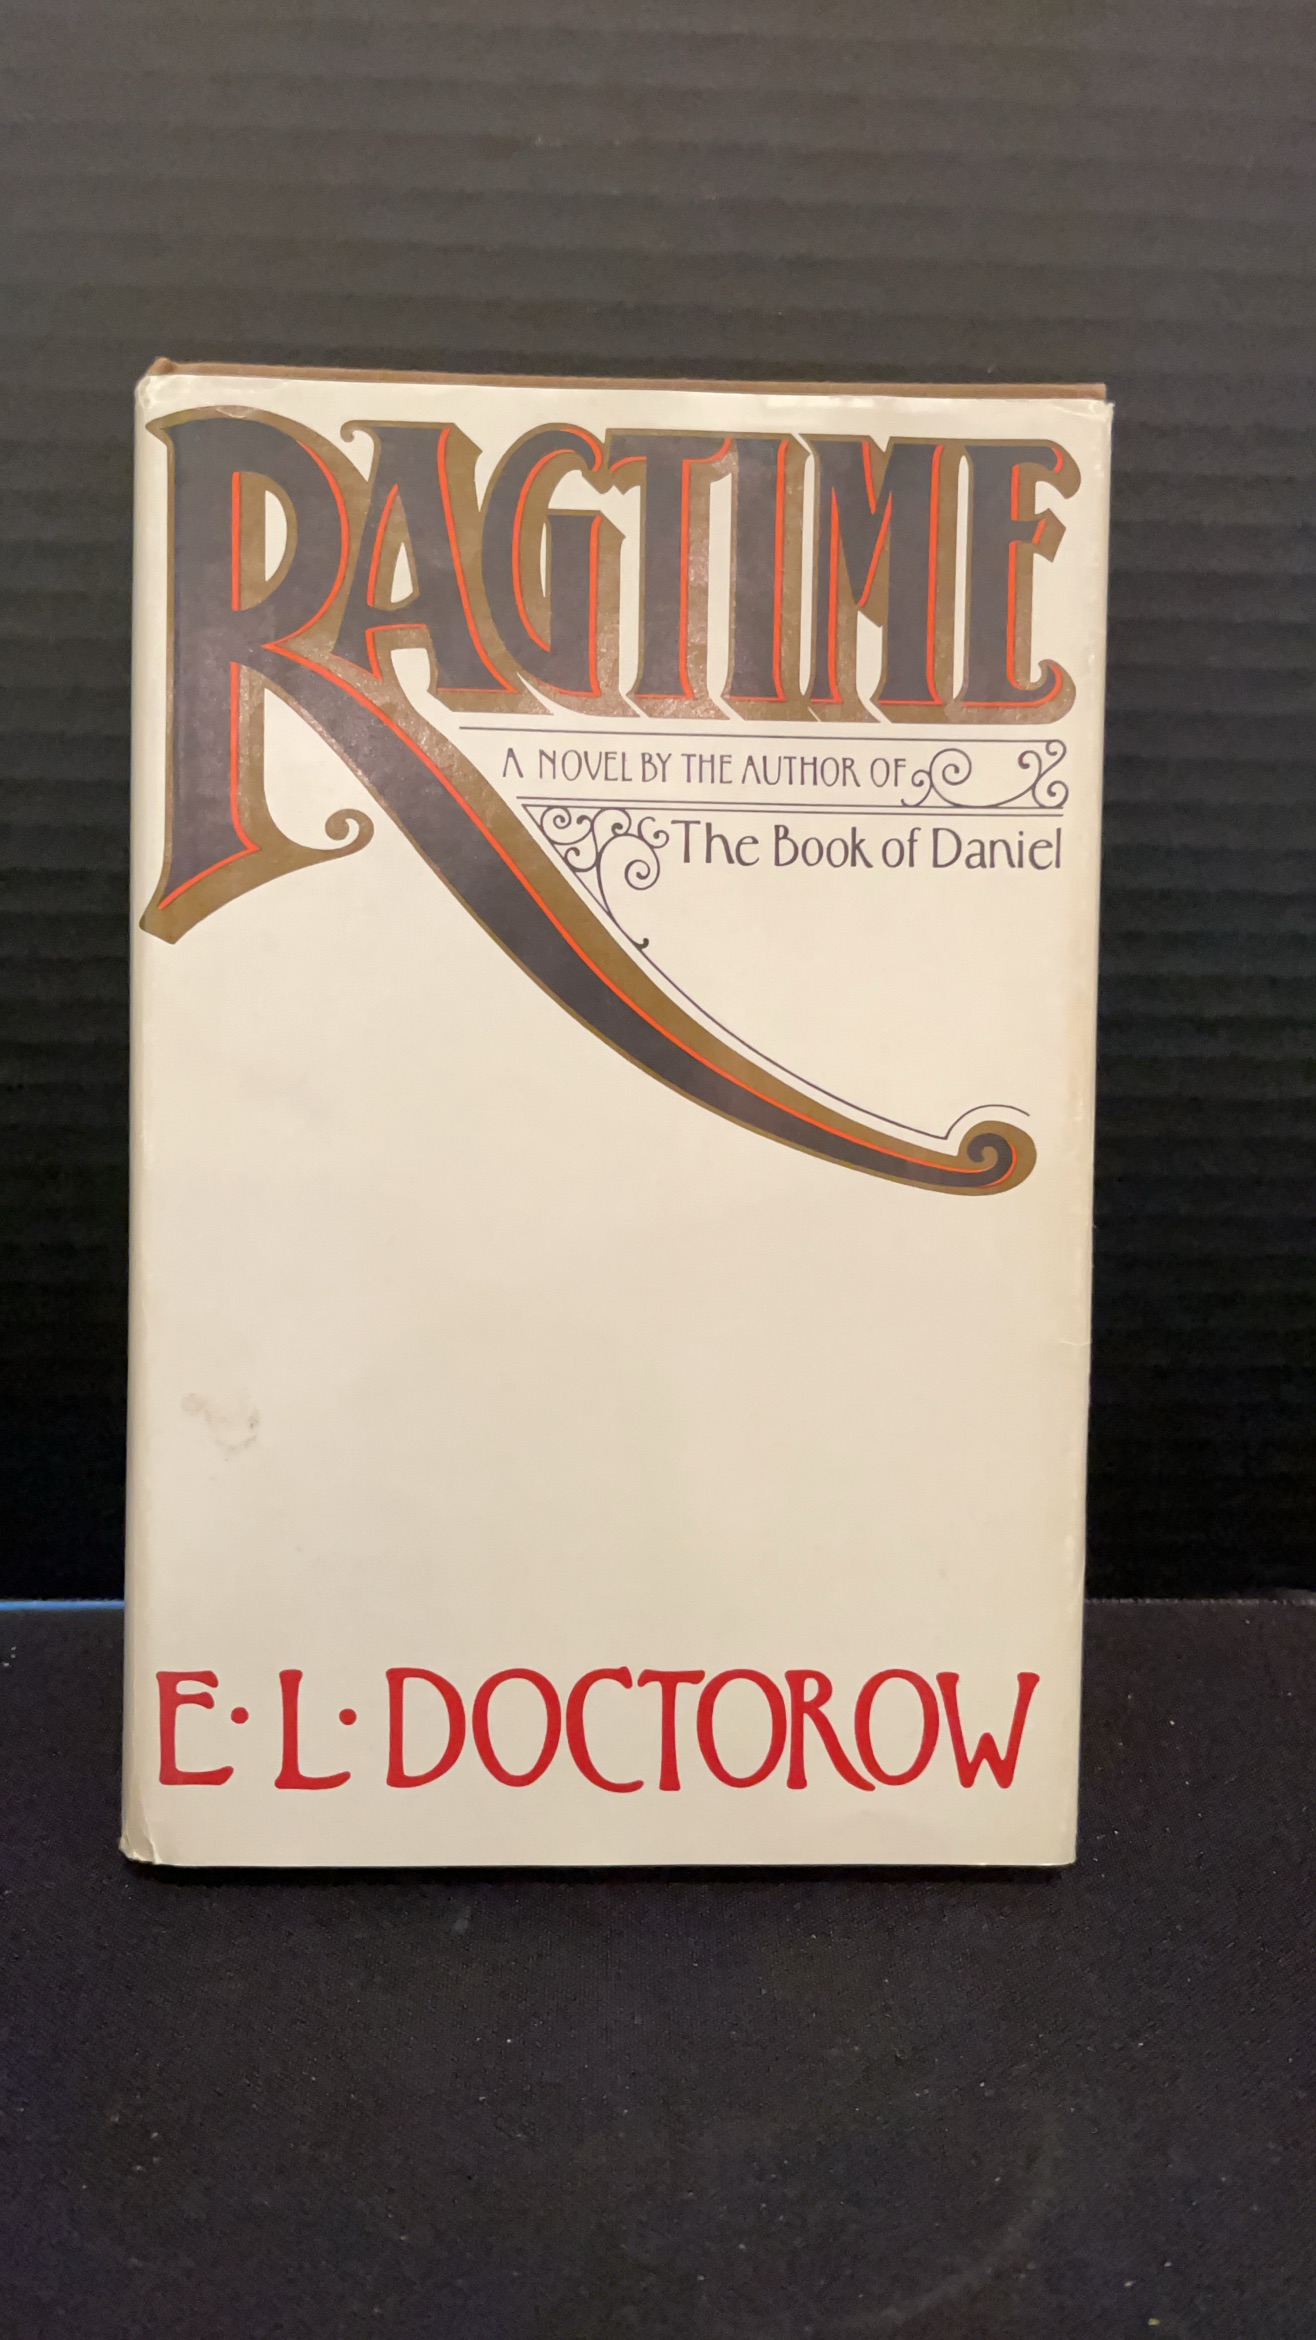 RAGTIME
A NOVEL BY THE AUTHOR OF
The Book of Daniel
E·L·DOCTOROW